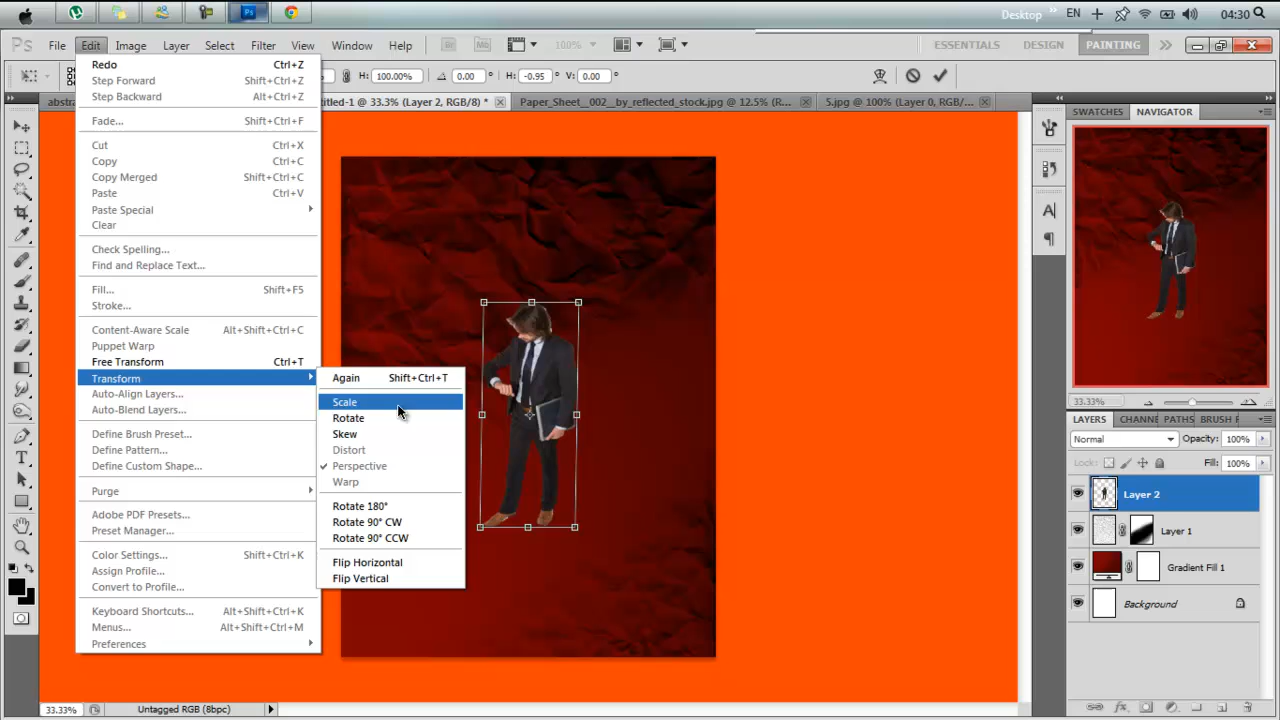 Ps
Desktop
EN
04:30
Ps File Edit Image Layer Select Filter View Window Help
Mb
100%
ESSENTIALS DESIGN PAINTING
H: 100.00% 0.00 ° H: -0.95 ° V: 0.00 °
titled-1 @ 33.3% (Layer 2, RGB/8) *
Paper_Sheet__002__by_reflected_stock.jpg @ 12.5% (R...
5.jpg @ 100% (Layer 0, RGB/...
Redo Ctrl+Z
Step Forward Shift+Ctrl+Z
Step Backward Alt+Ctrl+Z
Fade... Shift+Ctrl+F
Cut Ctrl+X
Copy Ctrl+C
Copy Merged Shift+Ctrl+C
Paste Ctrl+V
Paste Special
Clear
Check Spelling...
Find and Replace Text...
Fill... Shift+F5
Stroke...
Content-Aware Scale Alt+Shift+Ctrl+C
Puppet Warp
Free Transform Ctrl+T
Transform
Auto-Align Layers...
Auto-Blend Layers...
Define Brush Preset...
Define Pattern...
Define Custom Shape...
Purge
Adobe PDF Presets...
Preset Manager...
Color Settings... Shift+Ctrl+K
Assign Profile...
Convert to Profile...
Keyboard Shortcuts... Alt+Shift+Ctrl+K
Menus... Alt+Shift+Ctrl+M
Preferences
Again Shift+Ctrl+T
Scale
Rotate
Skew
Distort
Perspective
Warp
Rotate 180°
Rotate 90° CW
Rotate 90° CCW
Flip Horizontal
Flip Vertical
SWATCHES NAVIGATOR
33.33%
LAYERS CHANN PATHS BRUSH
Normal Opacity: 100%
Lock: Fill: 100%
Layer 2
Layer 1
Gradient Fill 1
Background
33.33% Untagged RGB (8bpc)